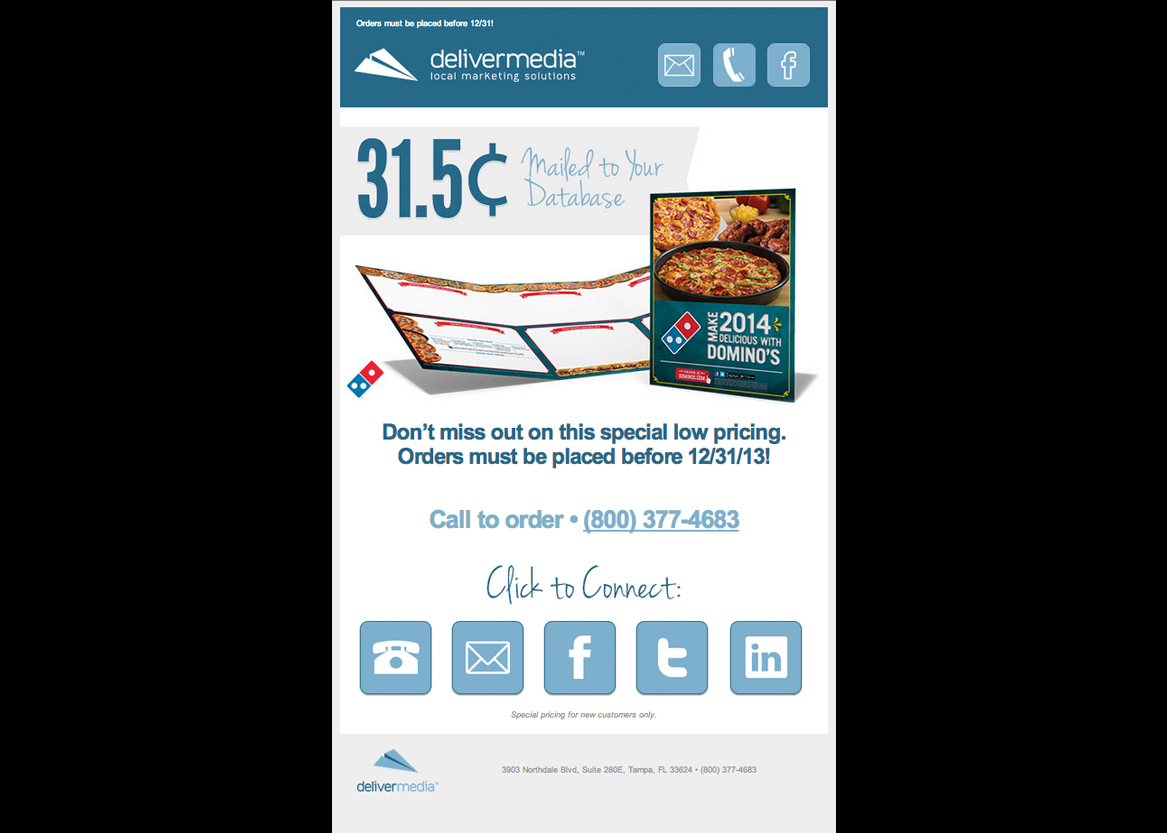 Orders must be placed before 12/31!
delivermedia™
local marketing solutions
31.5¢
Mailed to Your
Database
MAKE
2014
DELICIOUS WITH
DOMINO'S
DOMINOS.COM
Don’t miss out on this special low pricing.
Orders must be placed before 12/31/13!
Call to order • (800) 377-4683
Click to Connect:
Special pricing for new customers only.
3903 Northdale Blvd, Suite 280E, Tampa, FL 33624 • (800) 377-4683
delivermedia™